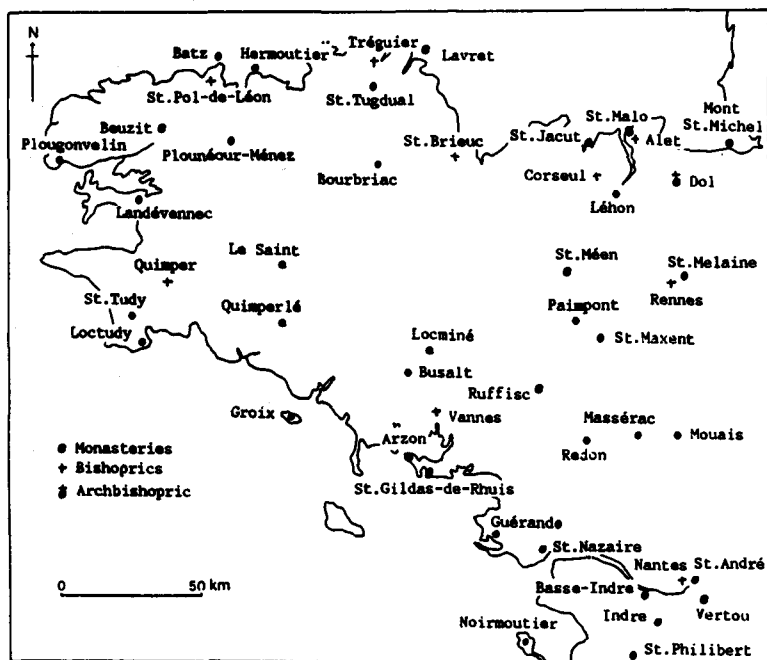 N
Batz
Hermoutier
Tréguier
Lavret
St.Pol-de-Léon
St.Tugdual
Beuzit
Plougonvelin
Plounéour-Ménez
Bourbriac
St.Brieuc
St.Jacut
St.Malo
Alet
Mont
St.Michel
Corseul
Dol
Léhon
Landévennec
Quimper
Le Saint
St.Méen
St.Melaine
Rennes
St.Tudy
Quimperlé
Paimpont
Loctudy
Locminé
St.Maxent
Busalt
Ruffisc
Groix
Vannes
Massérac
Mouais
Arzon
Redon
Monasteries
Bishoprics
Archbishopric
St.Gildas-de-Rhuis
Guérande
St.Nazaire
Nantes
St.André
0 50 km
Basse-Indre
Indre
Vertou
Noirmoutier
St.Philibert